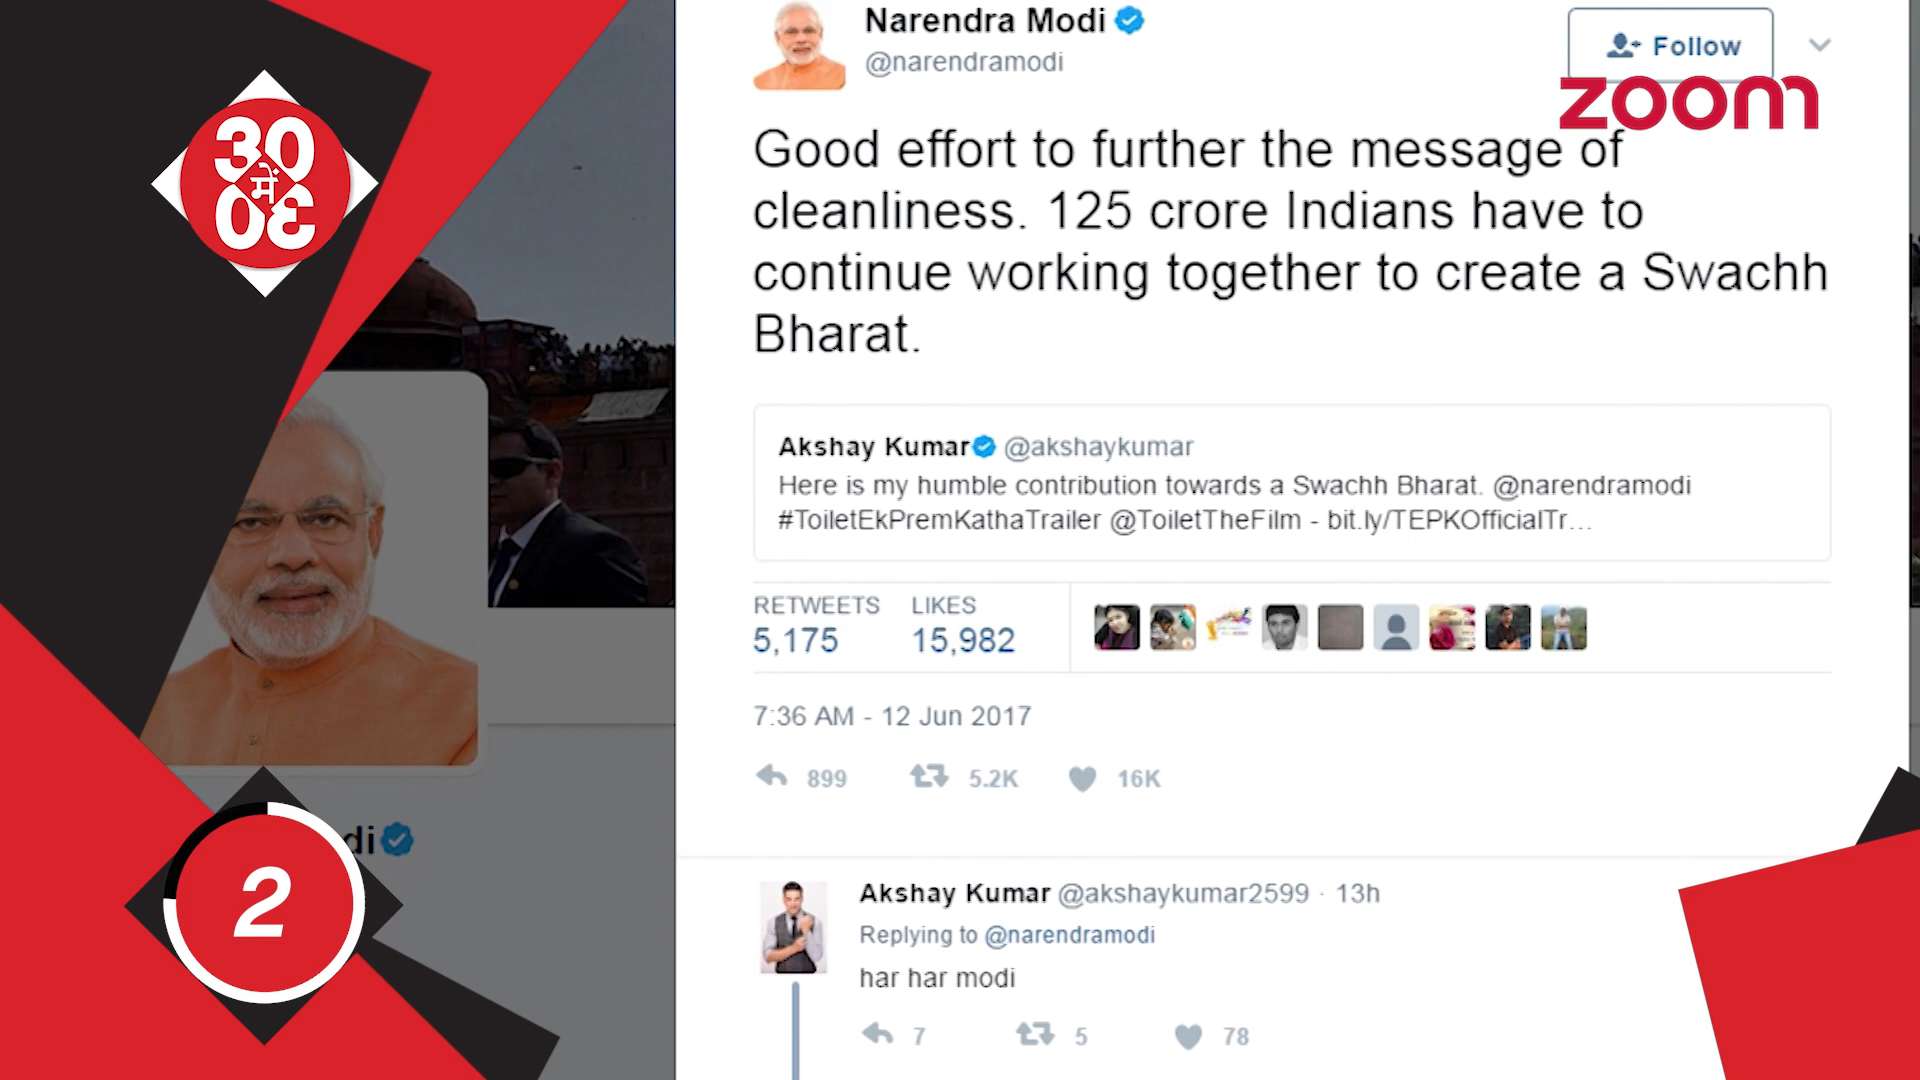 30
में
30
Narendra Modi
@narendramodi
Follow
zoom
Good effort to further the message of
cleanliness. 125 crore Indians have to
continue working together to create a Swachh
Bharat.
Akshay Kumar @akshaykumar
Here is my humble contribution towards a Swachh Bharat. @narendramodi
#ToiletEkPremKathaTrailer @ToiletTheFilm - bit.ly/TEPKOfficialTr...
RETWEETS LIKES
5,175 15,982
7:36 AM - 12 Jun 2017
899 5.2K 16K
di
2
Akshay Kumar @akshaykumar2599 · 13h
Replying to @narendramodi
har har modi
7 5 78